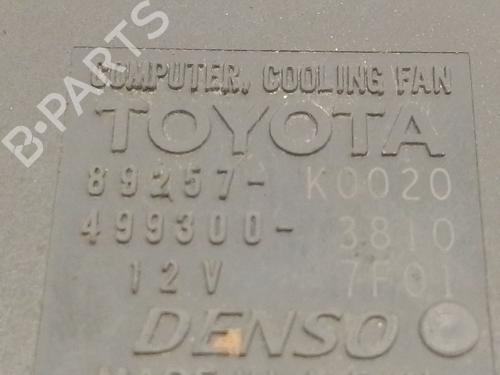 COMPUTER, COOLING FAN
TOYOTA
89257-K0020
499300-3810
12V 7F01
DENSO
B-PARTS